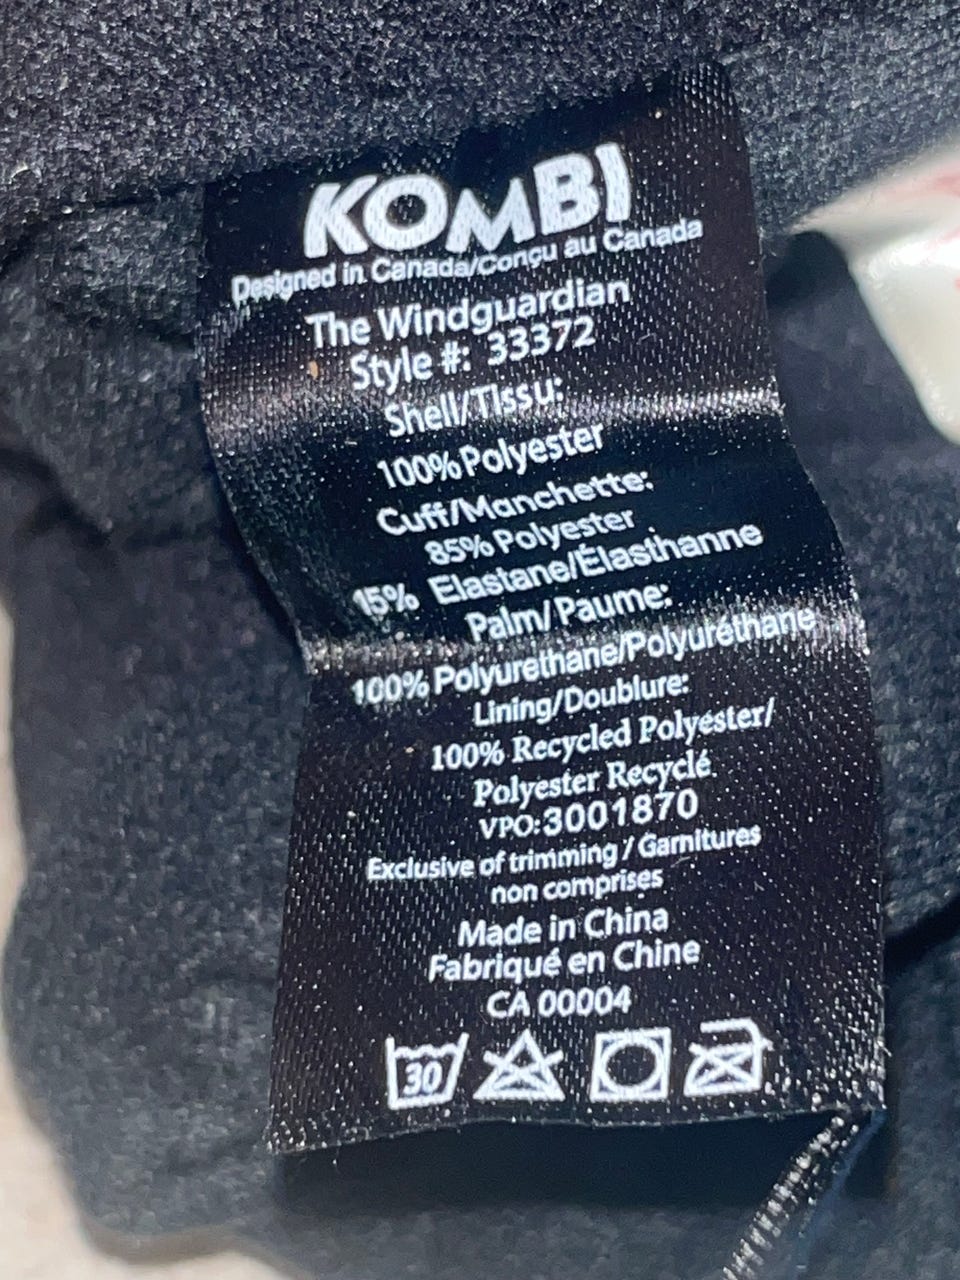 KOMBI
Designed in Canada/Conçu au Canada
The Windguardian
Style #: 33372
Shell/Tissu:
100% Polyester
Cuff/Manchette:
85% Polyester
15% Elastane/Élasthanne
Palm/Paume:
100% Polyurethane/Polyuréthane
Lining/Doublure:
100% Recycled Polyester/
Polyester Recyclé
VPO:3001870
Exclusive of trimming / Garnitures
non comprises
Made in China
Fabriqué en Chine
CA 00004
30